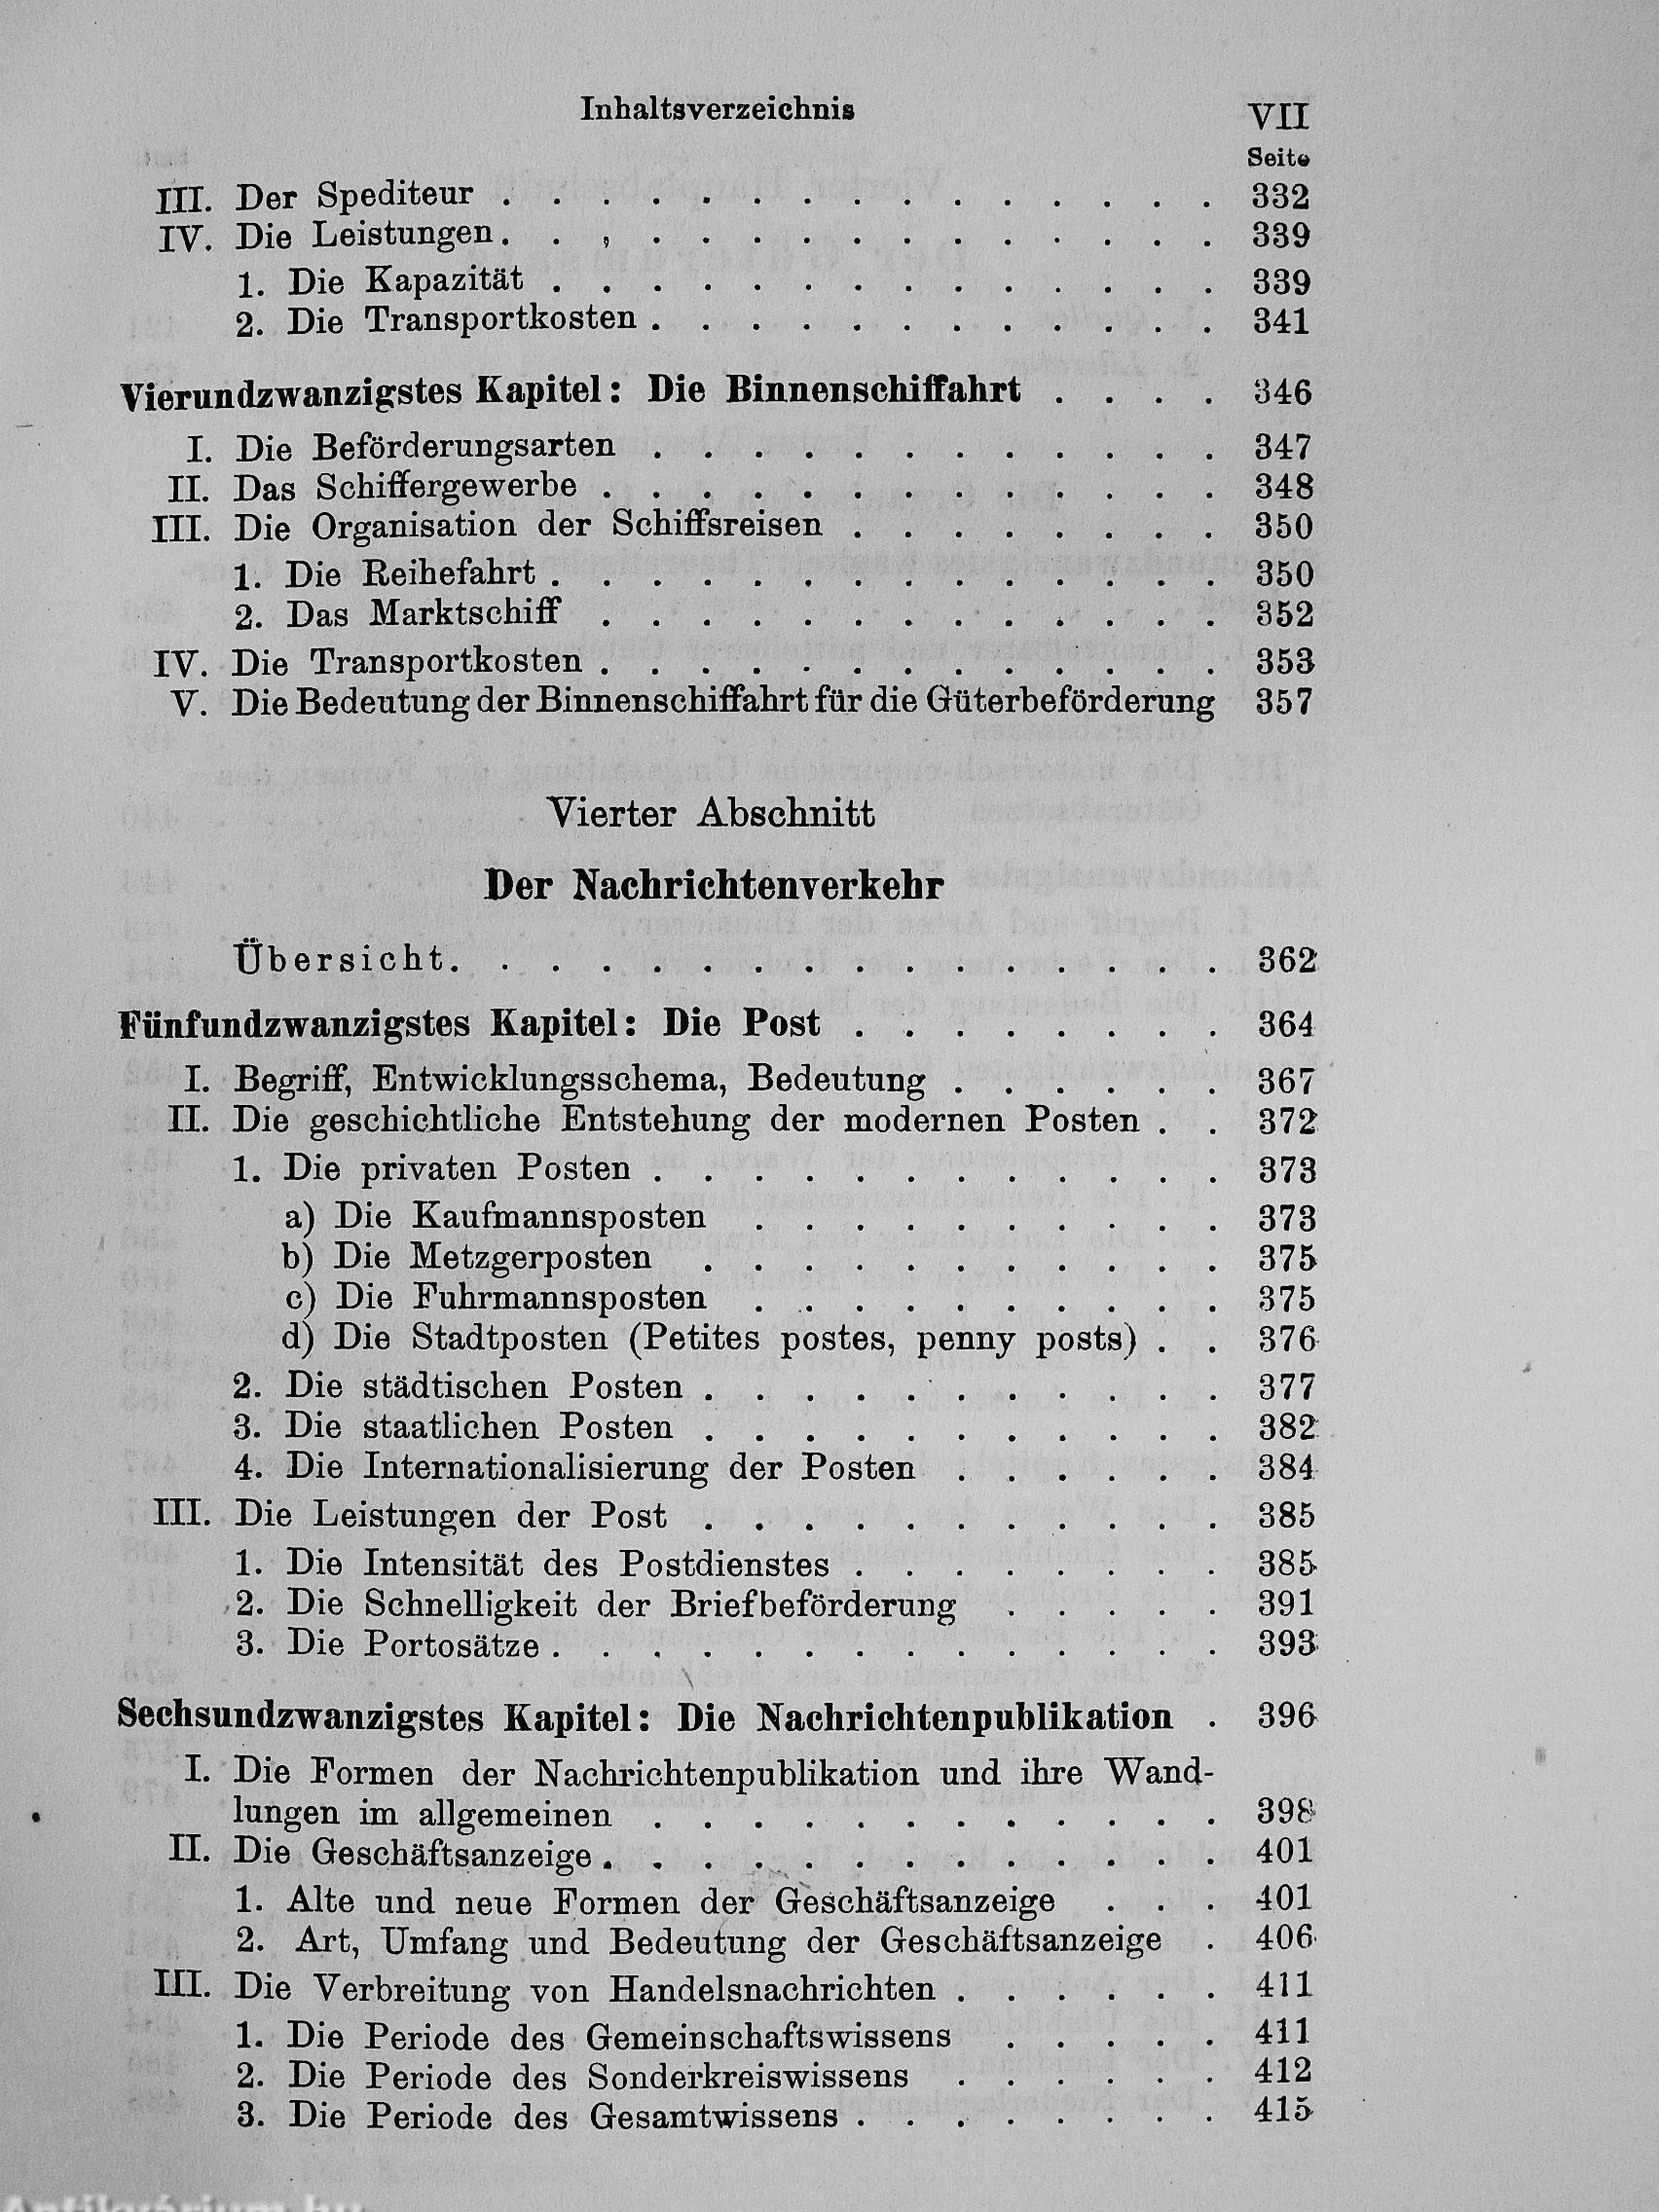 Inhaltsverzeichnis VII
Seite
III. Der Spediteur . . . . . . . . . . . . . . . 332
IV. Die Leistungen . . . . . . . . . . . . . . . 339
1. Die Kapazität . . . . . . . . . . . . . . 339
2. Die Transportkosten . . . . . . . . . . . . 341
Vierundzwanzigstes Kapitel: Die Binnenschiffahrt . . . . 346
I. Die Beförderungsarten . . . . . . . . . . . . 347
II. Das Schiffergewerbe . . . . . . . . . . . . . 348
III. Die Organisation der Schiffsreisen . . . . . . . . 350
1. Die Reihefahrt . . . . . . . . . . . . . . 350
2. Das Marktschiff . . . . . . . . . . . . . 352
IV. Die Transportkosten . . . . . . . . . . . . . 353
V. Die Bedeutung der Binnenschiffahrt für die Güterbeförderung 357
Vierter Abschnitt
Der Nachrichtenverkehr
Übersicht . . . . . . . . . . . . . . . . 362
Fünfundzwanzigstes Kapitel: Die Post . . . . . . . . 364
I. Begriff, Entwicklungsschema, Bedeutung . . . . . . 367
II. Die geschichtliche Entstehung der modernen Posten . . 372
1. Die privaten Posten . . . . . . . . . . . . 373
a) Die Kaufmannsposten . . . . . . . . . . 373
b) Die Metzgerposten . . . . . . . . . . . 375
c) Die Fuhrmannsposten . . . . . . . . . . 375
d) Die Stadtposten (Petites postes, penny posts) . . 376
2. Die städtischen Posten . . . . . . . . . . . 377
3. Die staatlichen Posten . . . . . . . . . . . 382
4. Die Internationalisierung der Posten . . . . . . 384
III. Die Leistungen der Post . . . . . . . . . . . 385
1. Die Intensität des Postdienstes . . . . . . . . 385
2. Die Schnelligkeit der Briefbeförderung . . . . . 391
3. Die Portosätze . . . . . . . . . . . . . . 393
Sechsundzwanzigstes Kapitel: Die Nachrichtenpublikation . 396
I. Die Formen der Nachrichtenpublikation und ihre Wand-
lungen im allgemeinen . . . . . . . . . . . . 398
II. Die Geschäftsanzeige . . . . . . . . . . . . . 401
1. Alte und neue Formen der Geschäftsanzeige . . . 401
2. Art, Umfang und Bedeutung der Geschäftsanzeige . 406
III. Die Verbreitung von Handelsnachrichten . . . . . . 411
1. Die Periode des Gemeinschaftswissens . . . . . 411
2. Die Periode des Sonderkreiswissens . . . . . . 412
3. Die Periode des Gesamtwissens . . . . . . . . 415